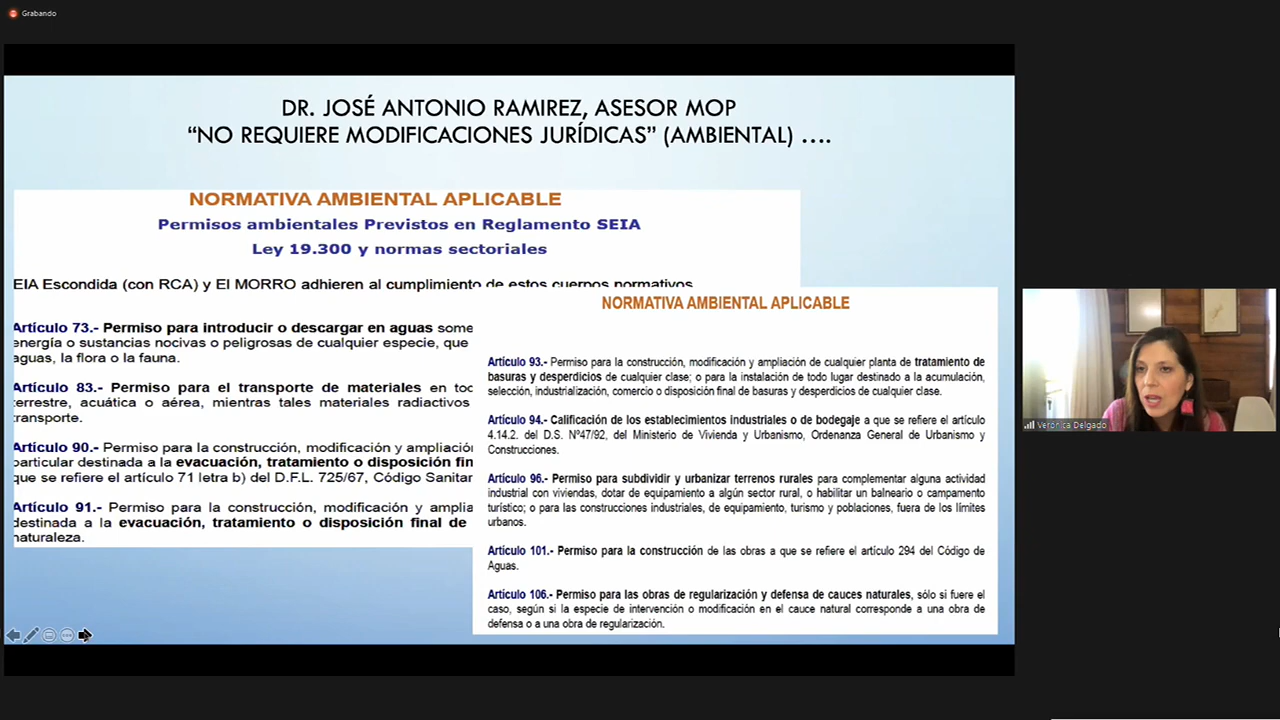 Grabando
DR. JOSÉ ANTONIO RAMIREZ, ASESOR MOP
“NO REQUIERE MODIFICACIONES JURÍDICAS” (AMBIENTAL) ….
NORMATIVA AMBIENTAL APLICABLE
Permisos ambientales Previstos en Reglamento SEIA
Ley 19.300 y normas sectoriales
EIA Escondida (con RCA) y El MORRO adhieren al cumplimiento de estos cuerpos normativos
Artículo 73.- Permiso para introducir o descargar en aguas some
energía o sustancias nocivas o peligrosas de cualquier especie, que
aguas, la flora o la fauna.
Artículo 83.- Permiso para el transporte de materiales en toc
terrestre, acuática o aérea, mientras tales materiales radiactivos
transporte.
Artículo 90.- Permiso para la construcción, modificación y ampliación
particular destinada a la evacuación, tratamiento o disposición fin
que se refiere el artículo 71 letra b) del D.F.L. 725/67, Código Sanitar
Artículo 91.- Permiso para la construcción, modificación y amplia
destinada a la evacuación, tratamiento o disposición final de
naturaleza.
NORMATIVA AMBIENTAL APLICABLE
Artículo 93.- Permiso para la construcción, modificación y ampliación de cualquier planta de tratamiento de
basuras y desperdicios de cualquier clase; o para la instalación de todo lugar destinado a la acumulación,
selección, industrialización, comercio o disposición final de basuras y desperdicios de cualquier clase.
Artículo 94.- Calificación de los establecimientos industriales o de bodegaje a que se refiere el artículo
4.14.2. del D.S. Nº47/92, del Ministerio de Vivienda y Urbanismo, Ordenanza General de Urbanismo y
Construcciones.
Artículo 96.- Permiso para subdividir y urbanizar terrenos rurales para complementar alguna actividad
industrial con viviendas, dotar de equipamiento a algún sector rural, o habilitar un balneario o campamento
turístico; o para las construcciones industriales, de equipamiento, turismo y poblaciones, fuera de los límites
urbanos.
Artículo 101.- Permiso para la construcción de las obras a que se refiere el artículo 294 del Código de
Aguas.
Artículo 106.- Permiso para las obras de regularización y defensa de cauces naturales, sólo si fuere el
caso, según si la especie de intervención o modificación en el cauce natural corresponde a una obra de
defensa o a una obra de regularización.
Verónica Delgado